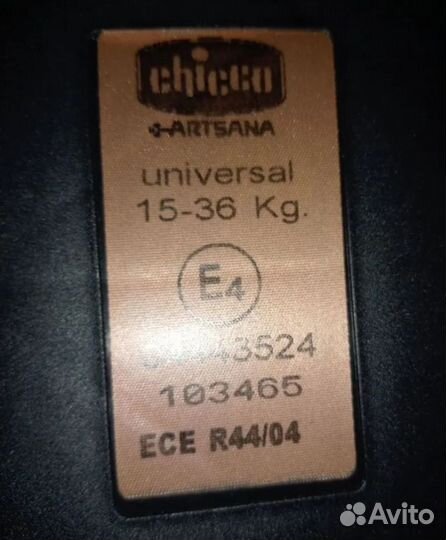 chicco
ARTSANA
universal
15-36 Kg.
E4
103465
ECE R44/04
Avito